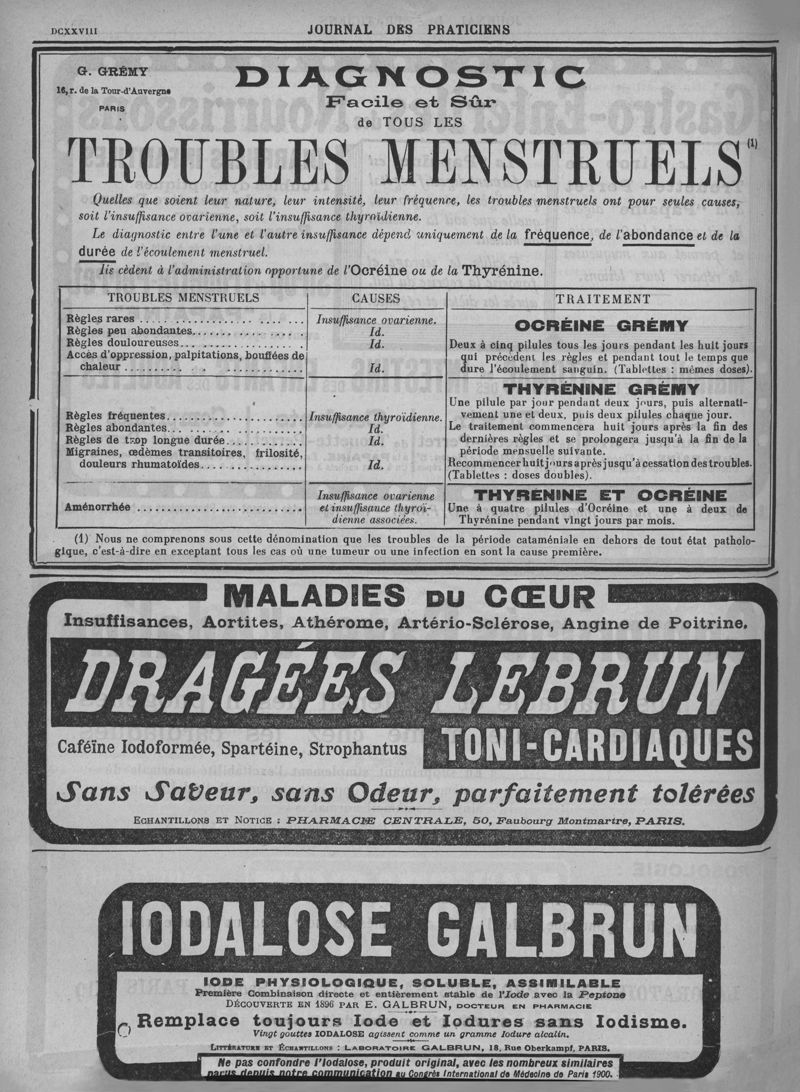 DCXXVIII
JOURNAL DES PRATICIENS
G. GRÉMY
16, r. de la Tour-d'Auvergne
PARIS
DIAGNOSTIC
Facile et Sûr
de TOUS LES
TROUBLES MENSTRUELS(1)
Quelles que soient leur nature, leur intensité, leur fréquence, les troubles menstruels ont pour seules causes,
soit l'insuffisance ovarienne, soit l'insuffisance thyroïdienne.
Le diagnostic entre l'une et l'autre insuffisance dépend uniquement de la fréquence, de l'abondance et de la
durée de l'écoulement menstruel.
Ils cèdent à l'administration opportune de l'Ocréine ou de la Thyrénine.
TROUBLES MENSTRUELS
CAUSES
TRAITEMENT
Règles rares
Insuffisance ovarienne.
Règles peu abondantes
Id.
Règles douloureuses
Id.
Accès d'oppression, palpitations, bouffées de
chaleur
Id.
OCRÉINE GRÉMY
Deux à cinq pilules tous les jours pendant les huit jours
qui précèdent les règles et pendant tout le temps que
dure l'écoulement sanguin. (Tablettes : mêmes doses).
Règles fréquentes
Insuffisance thyroïdienne.
Règles abondantes
Id.
Règles de trop longue durée
Id.
Migraines, œdèmes transitoires, frilosité,
douleurs rhumatoïdes
Id.
THYRÉNINE GRÉMY
Une pilule par jour pendant deux jours, puis alternati-
vement une et deux, puis deux pilules chaque jour.
Le traitement commencera huit jours après la fin des
dernières règles et se prolongera jusqu'à la fin de la
période mensuelle suivante.
Recommencer huit jours après jusqu'à cessation des troubles.
(Tablettes : doses doubles).
Aménorrhée
Insuffisance ovarienne
et insuffisance thyroï-
dienne associées.
THYRENINE ET OCRÉINE
Une à quatre pilules d'Ocréine et une à deux de
Thyrénine pendant vingt jours par mois.
(1) Nous ne comprenons sous cette dénomination que les troubles de la période cataméniale en dehors de tout état patholo-
gique, c'est-à-dire en exceptant tous les cas où une tumeur ou une infection en sont la cause première.
MALADIES DU CŒUR
Insuffisances, Aortites, Athérome, Artério-Sclérose, Angine de Poitrine.
DRAGÉES LEBRUN
Caféïne Iodoformée, Spartéine, Strophantus
TONI-CARDIAQUES
Sans Saveur, sans Odeur, parfaitement tolérées
ECHANTILLONS ET NOTICE : PHARMACIE CENTRALE, 50, Faubourg Montmartre, PARIS.
IODALOSE GALBRUN
IODE PHYSIOLOGIQUE, SOLUBLE, ASSIMILABLE
Première Combinaison directe et entièrement stable de l'Iode avec la Peptone
DÉCOUVERTE EN 1896 PAR E. GALBRUN, DOCTEUR EN PHARMACIE
Remplace toujours Iode et Iodures sans Iodisme.
Vingt gouttes IODALOSE agissent comme un gramme Iodure alcalin.
LITTÉRATURE ET ÉCHANTILLONS : LABORATOIRE GALBRUN, 18, Rue Oberkampf, PARIS.
Ne pas confondre l'Iodalose, produit original, avec les nombreux similaires
parus depuis notre communication au Congrès International de Médecine de Paris 1900.